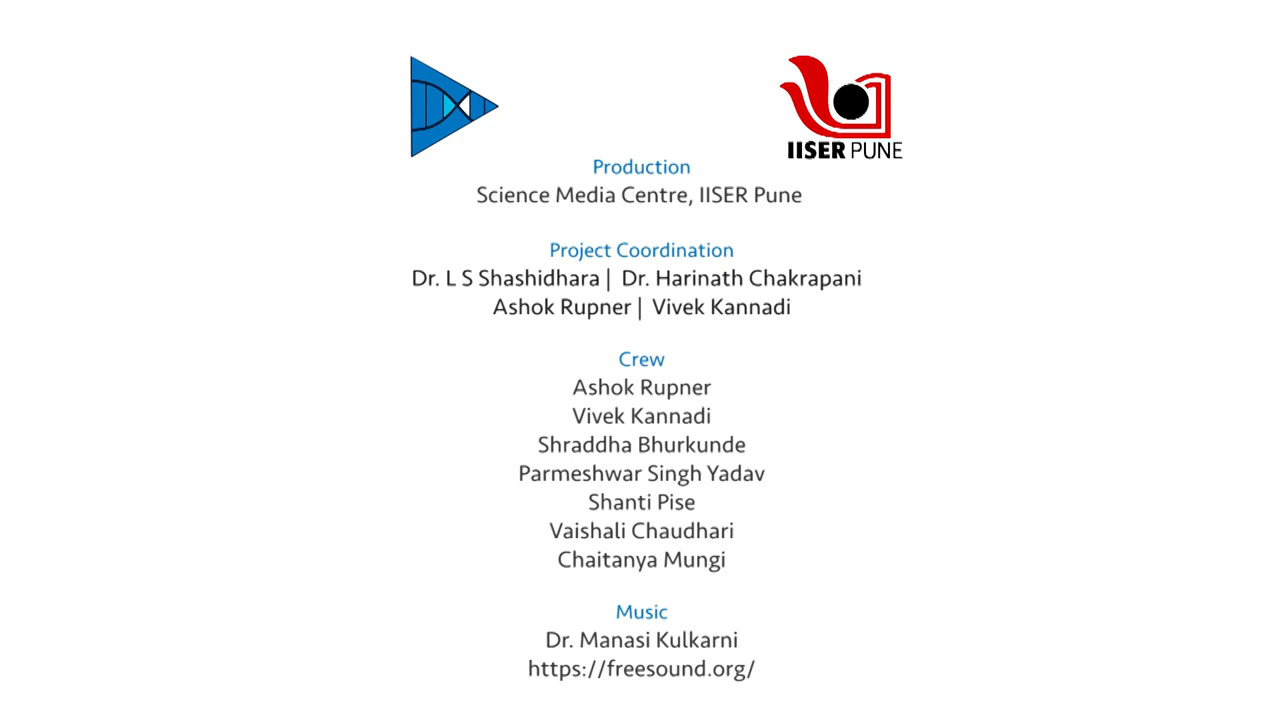 IISER PUNE
Production
Science Media Centre, IISER Pune
Project Coordination
Dr. L S Shashidhara | Dr. Harinath Chakrapani
Ashok Rupner | Vivek Kannadi
Crew
Ashok Rupner
Vivek Kannadi
Shraddha Bhurkunde
Parmeshwar Singh Yadav
Shanti Pise
Vaishali Chaudhari
Chaitanya Mungi
Music
Dr. Manasi Kulkarni
https://freesound.org/